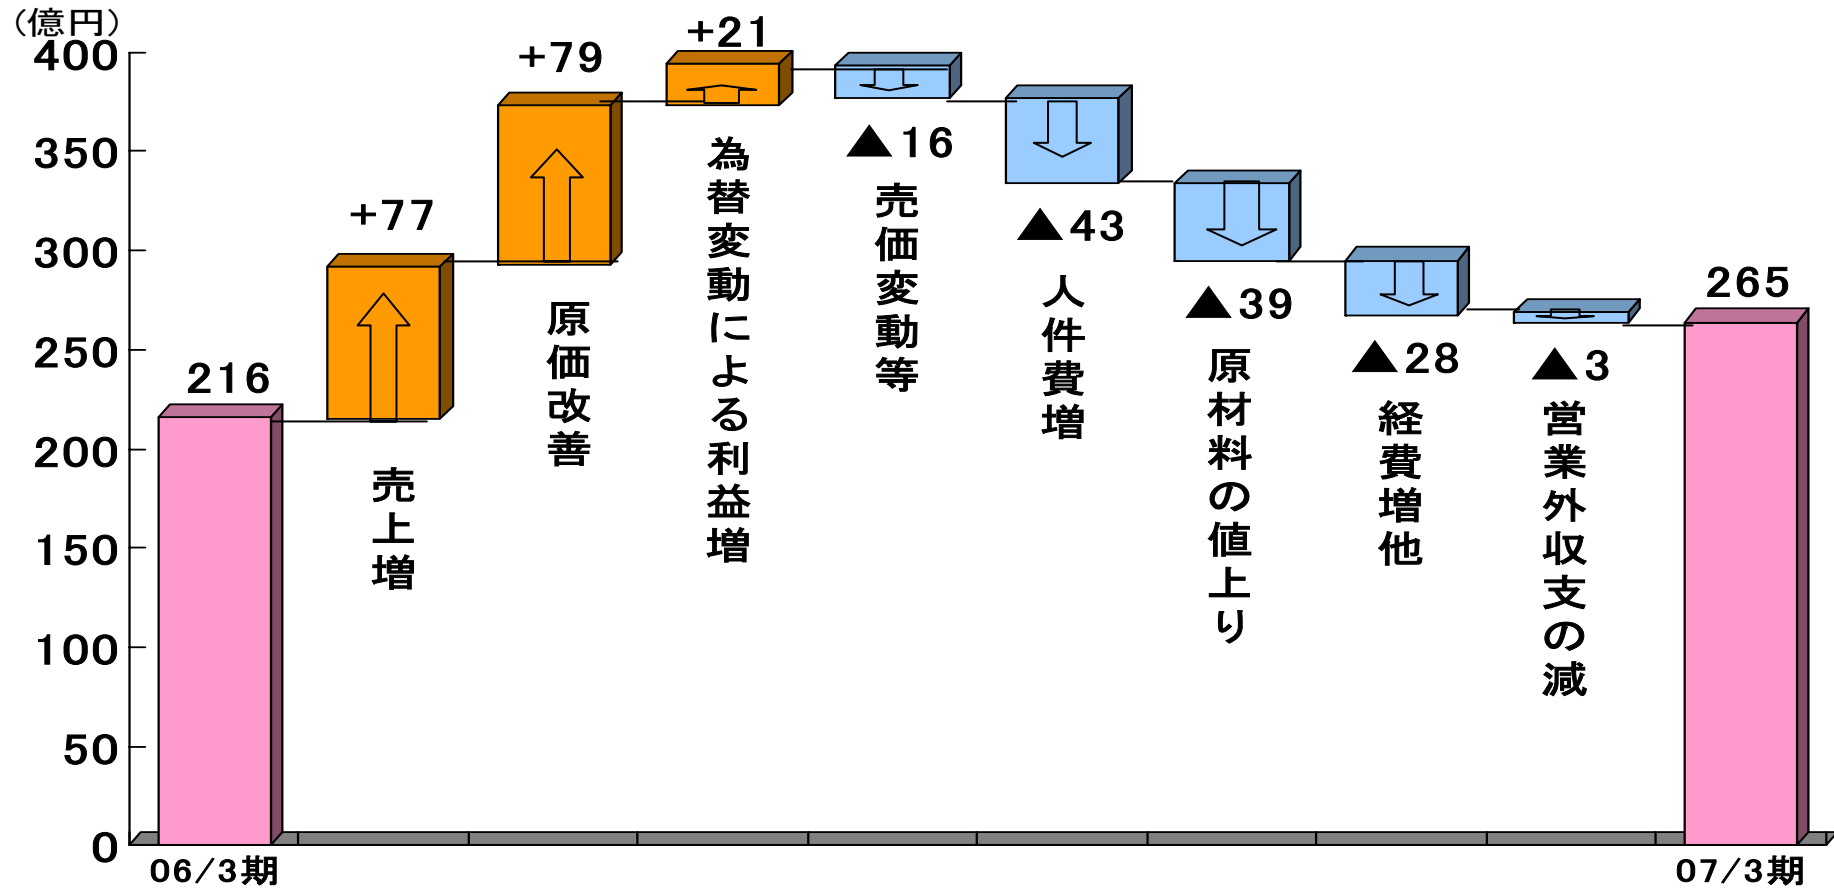 （億円）
400
350
300
250
200
150
100
50
0
216
06/3期
+77
売上増
+79
原価改善
+21
為替変動による利益増
▲16
売価変動等
▲43
人件費増
▲39
原材料の値上り
▲28
経費増他
▲3
営業外収支の減
265
07/3期